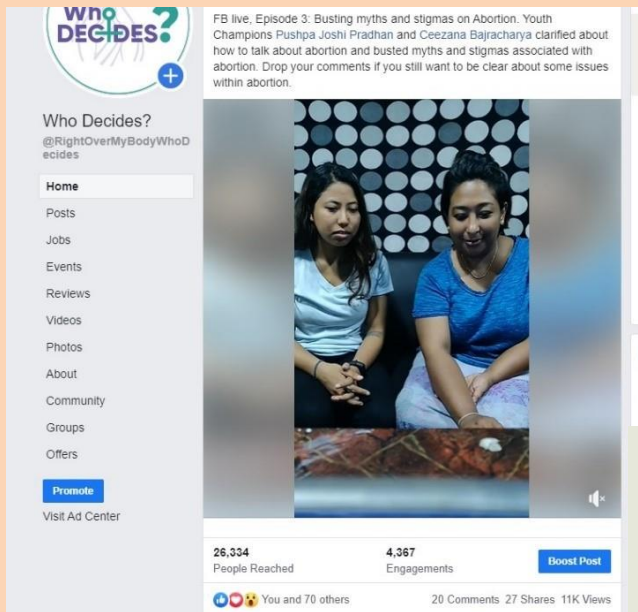 Who
DECIDES?
Who Decides?
@RightOverMyBodyWhoD
ecides
Home
Posts
Jobs
Events
Reviews
Videos
Photos
About
Community
Groups
Offers
Promote
Visit Ad Center
FB live, Episode 3: Busting myths and stigmas on Abortion. Youth
Champions Pushpa Joshi Pradhan and Ceezana Bajracharya clarified about
how to talk about abortion and busted myths and stigmas associated with
abortion. Drop your comments if you still want to be clear about some issues
within abortion.
26,334
People Reached
4,367
Engagements
Boost Post
You and 70 others
20 Comments 27 Shares 11K Views